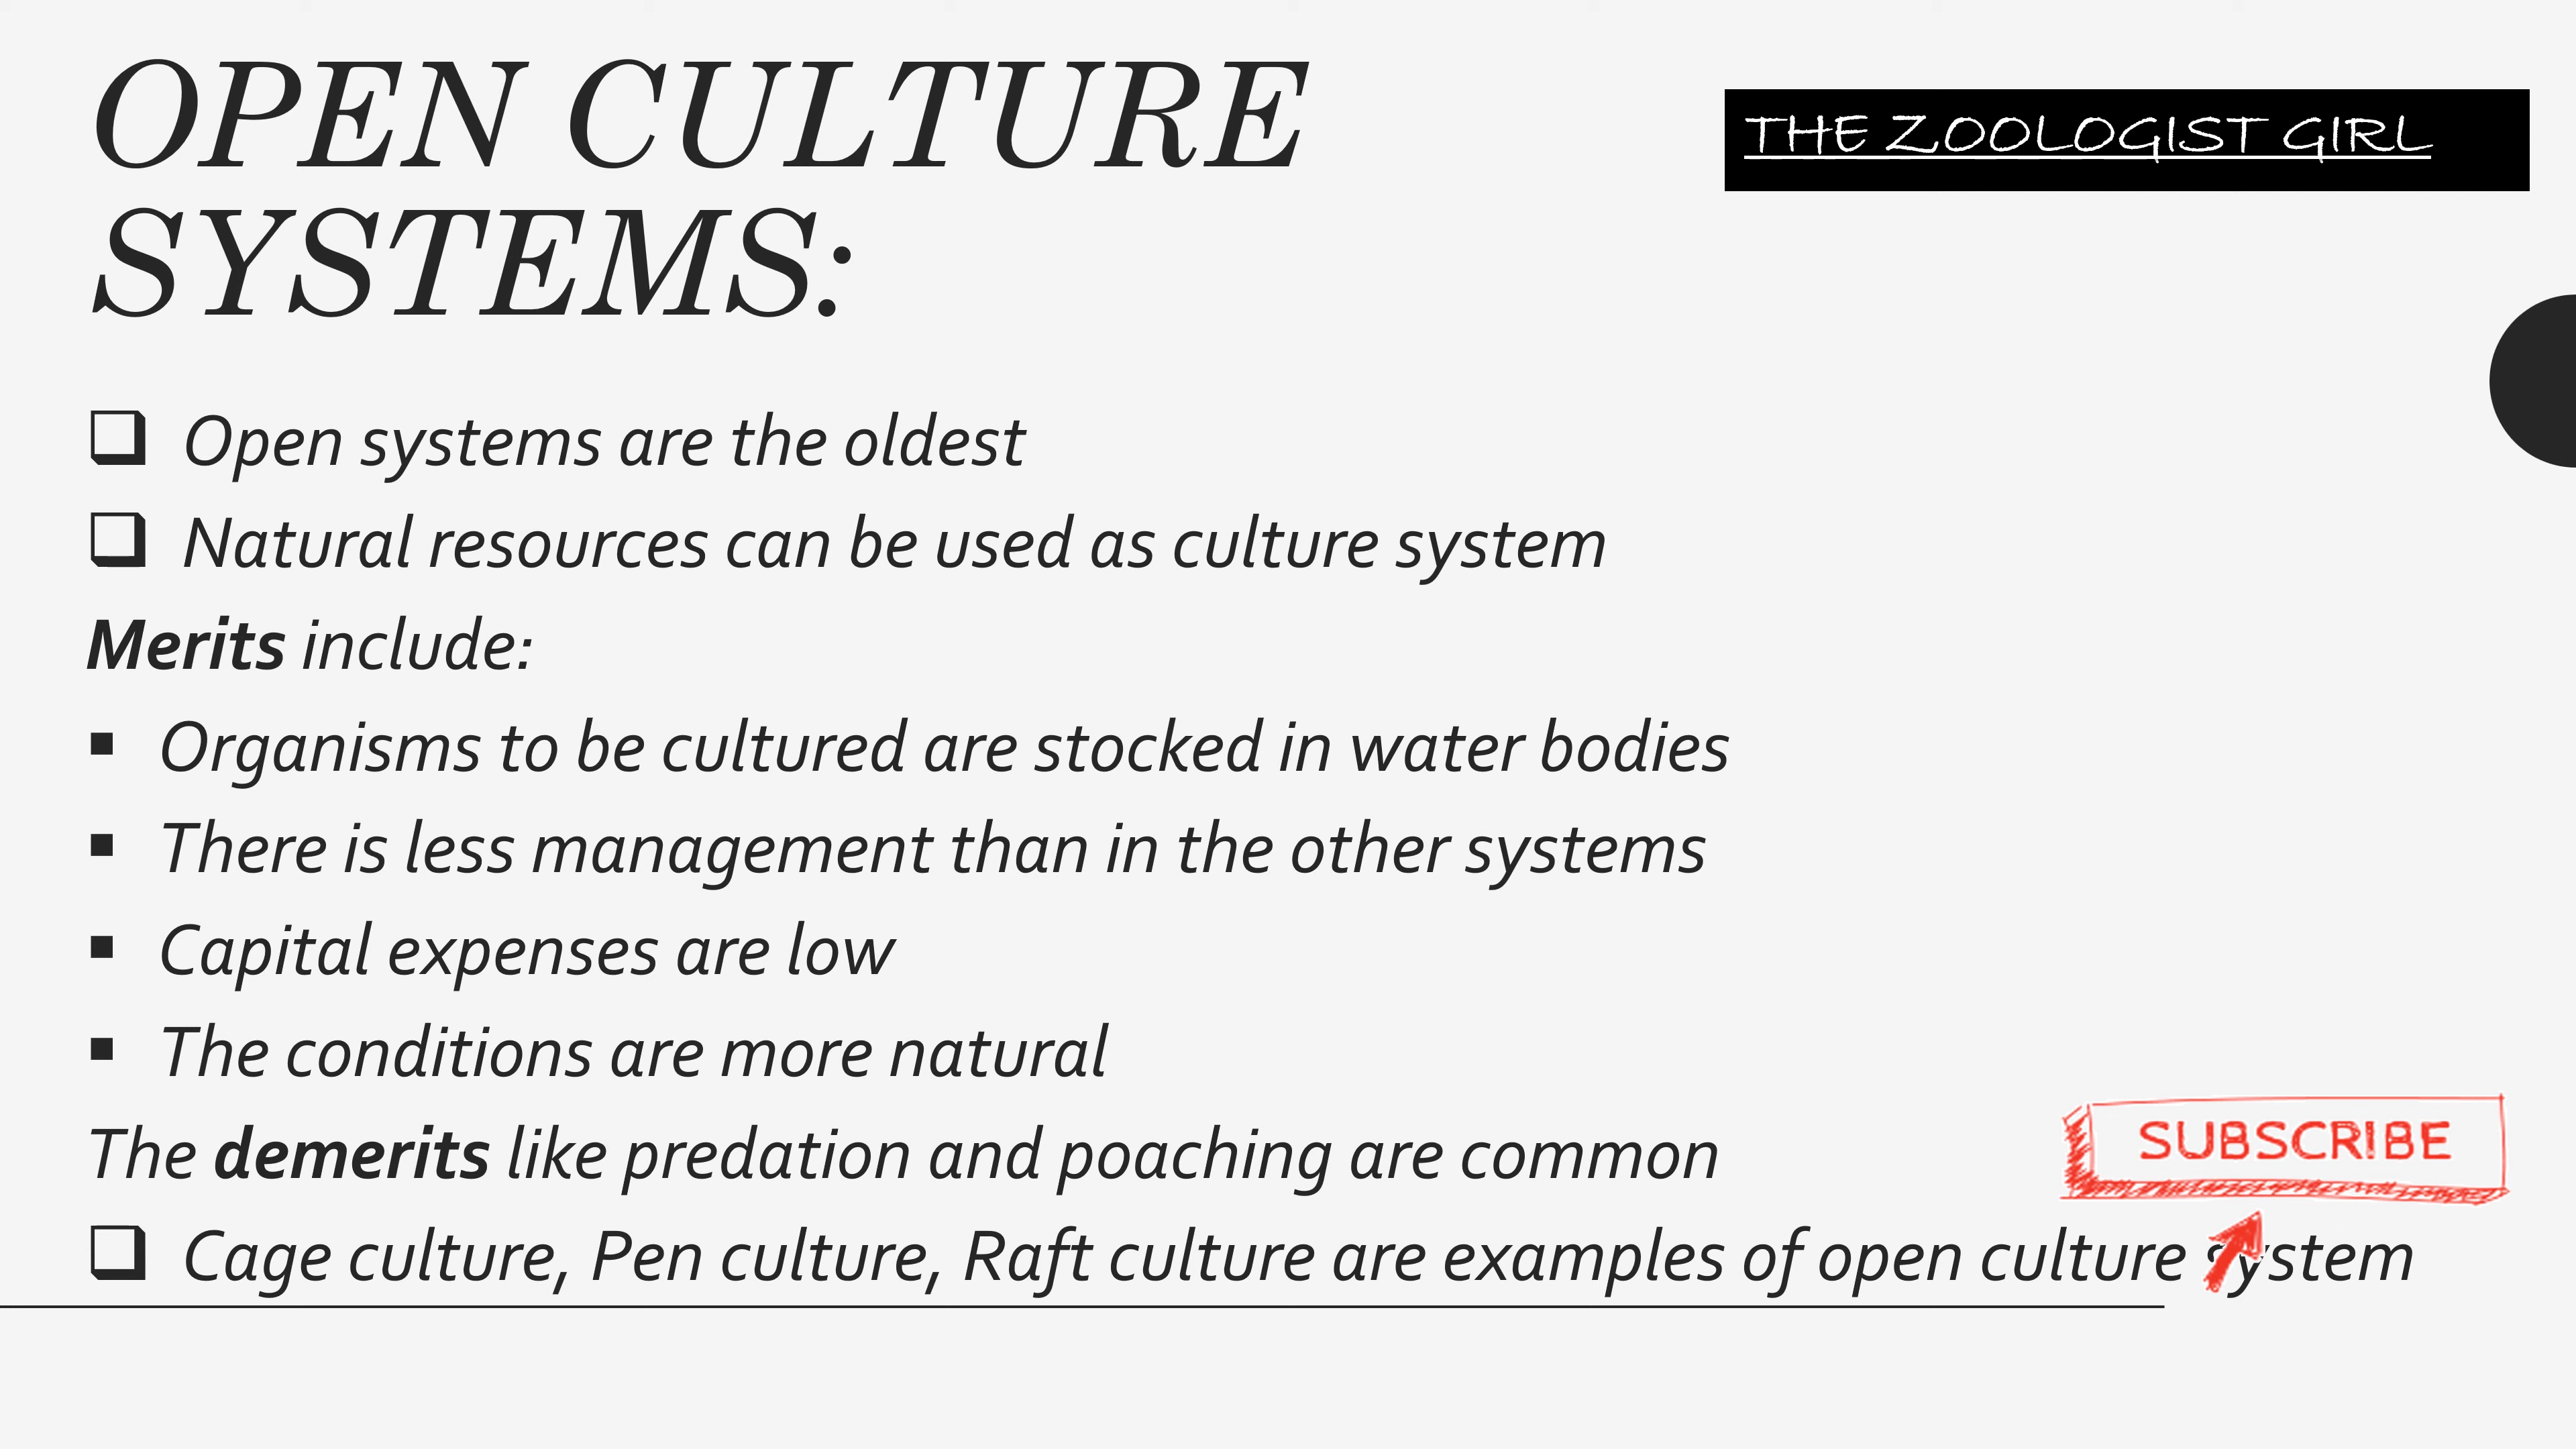 OPEN CULTURE
SYSTEMS:
THE ZOOLOGIST GIRL
Open systems are the oldest
Natural resources can be used as culture system
Merits include:
Organisms to be cultured are stocked in water bodies
There is less management than in the other systems
Capital expenses are low
The conditions are more natural
The demerits like predation and poaching are common
SUBSCRIBE
Cage culture, Pen culture, Raft culture are examples of open culture system